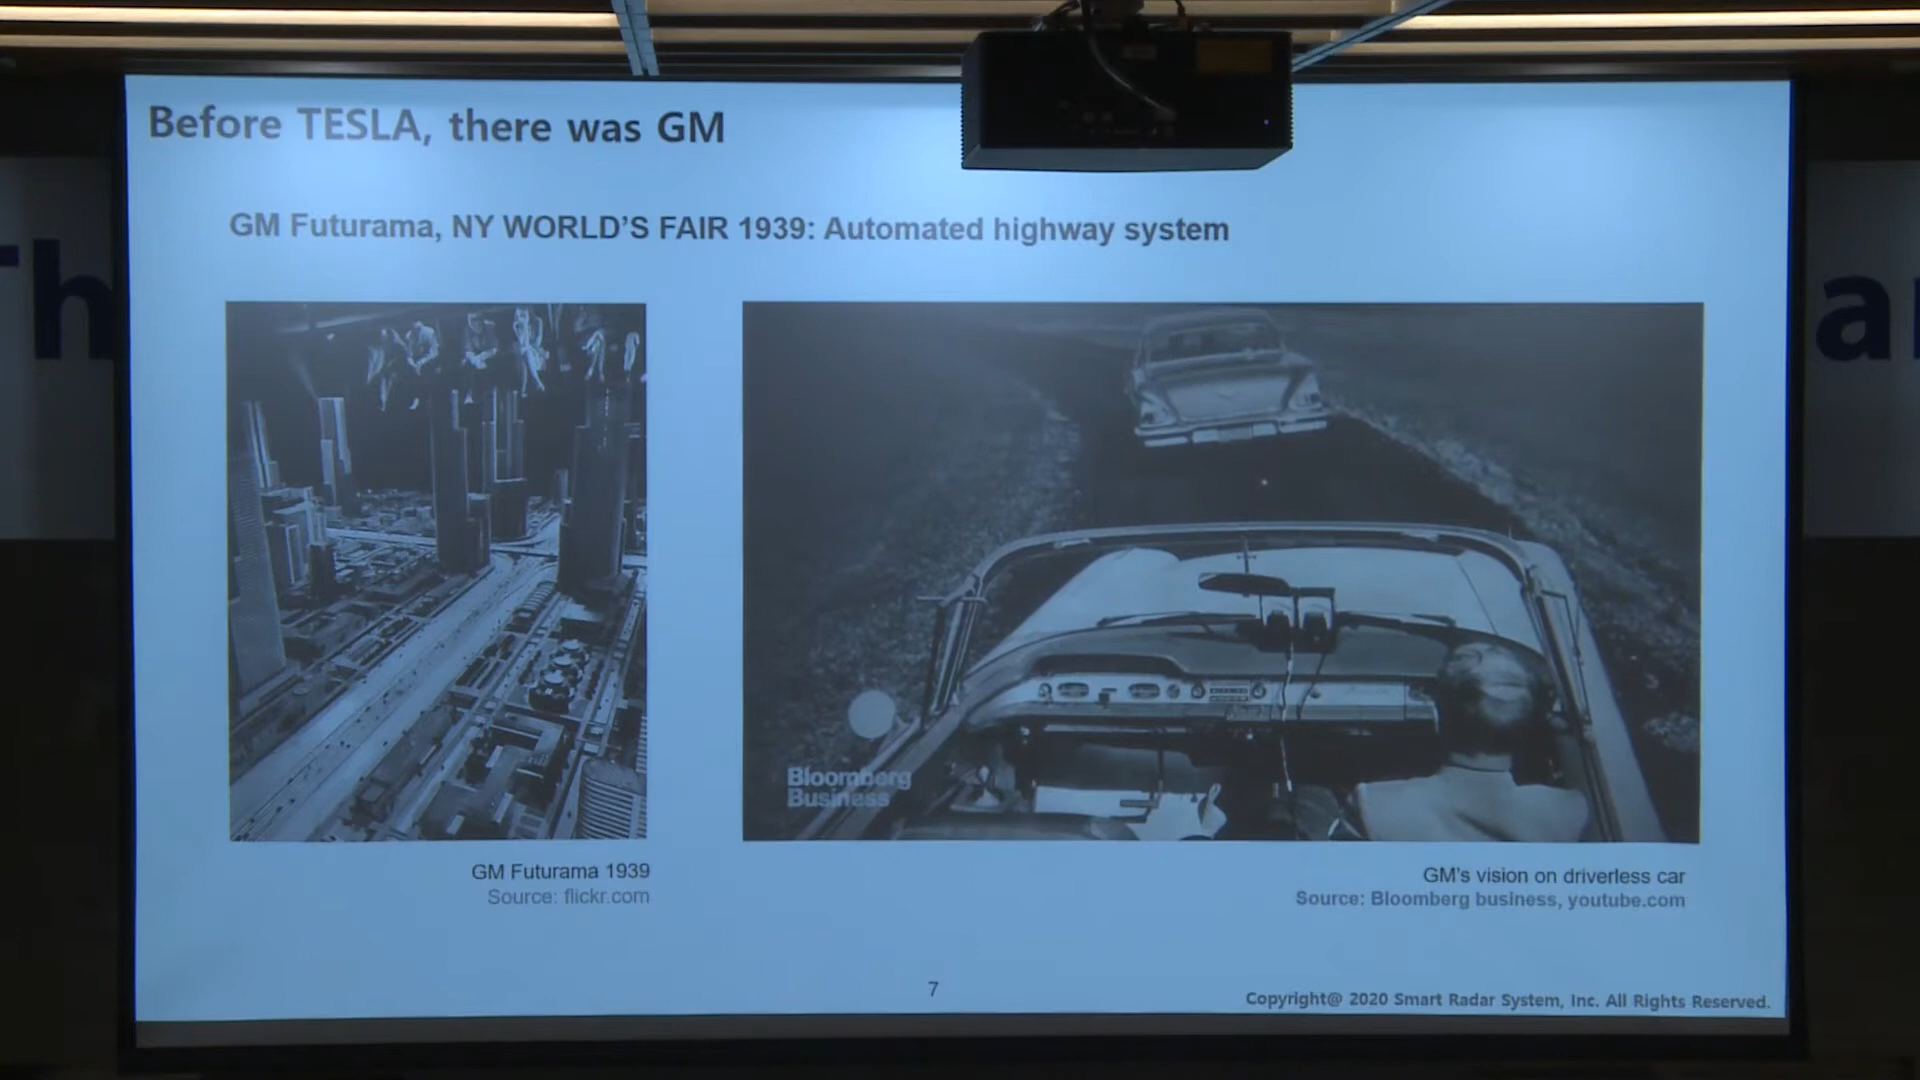 Before TESLA, there was GM
GM Futurama, NY WORLD'S FAIR 1939: Automated highway system
Th
a
Bloomberg
Business
GM Futurama 1939
Source: flickr.com
GM's vision on driverless car
Source: Bloomberg business, youtube.com
7
Copyright@ 2020 Smart Radar System, Inc. All Rights Reserved.